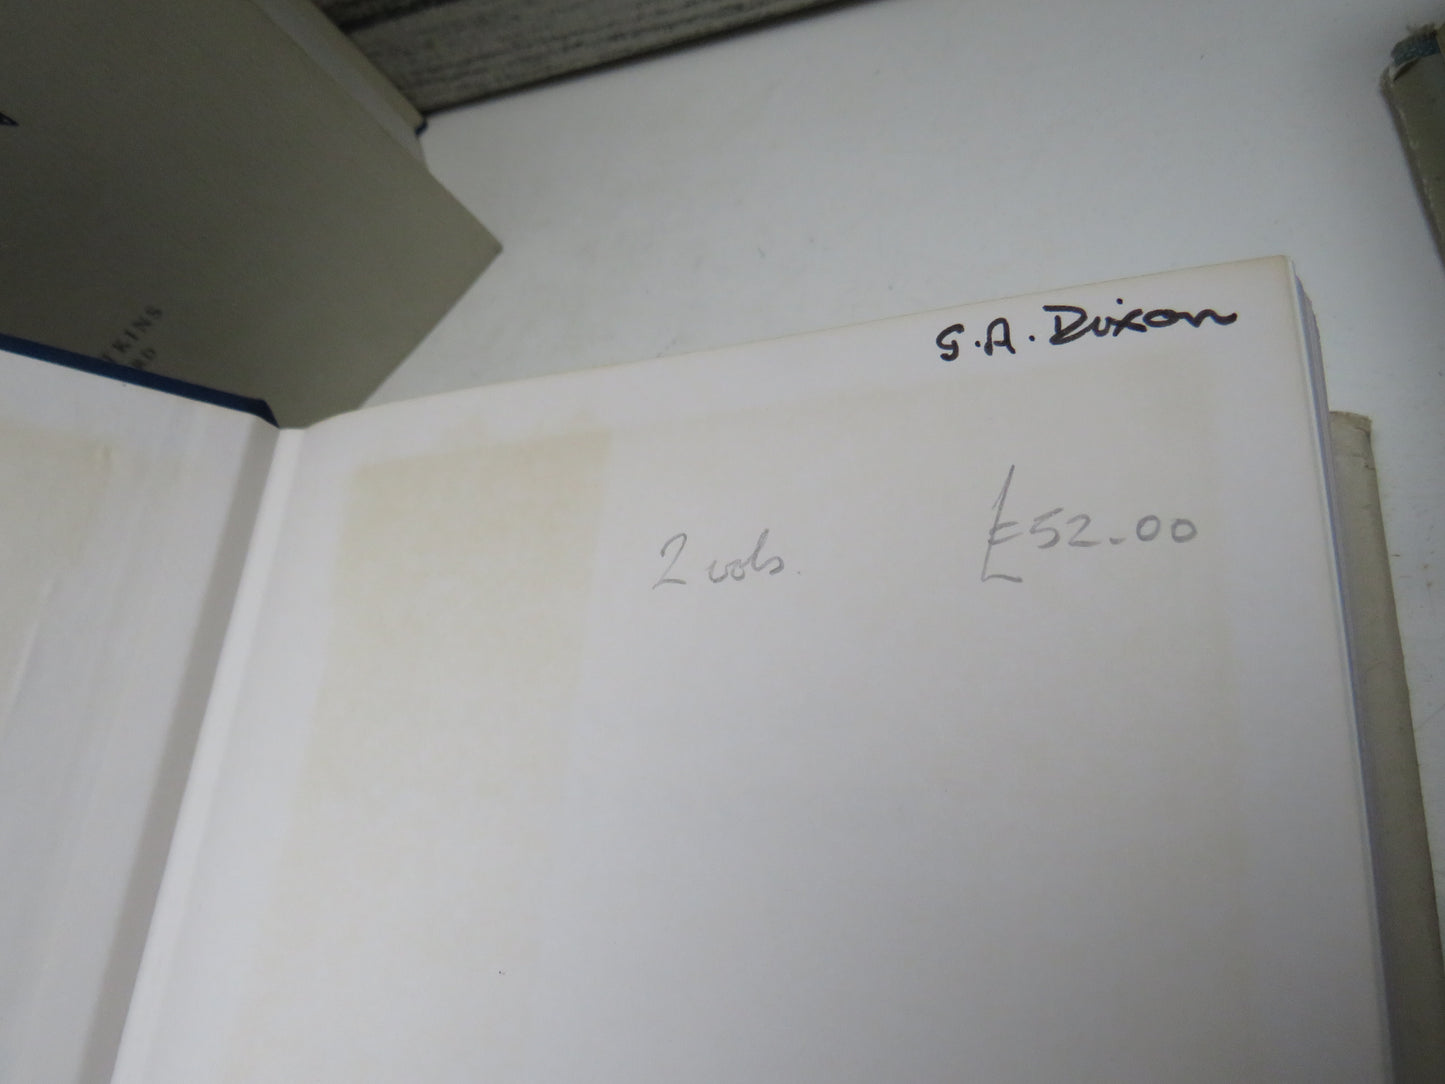 G.A. Dixon
2 vols. £52.00